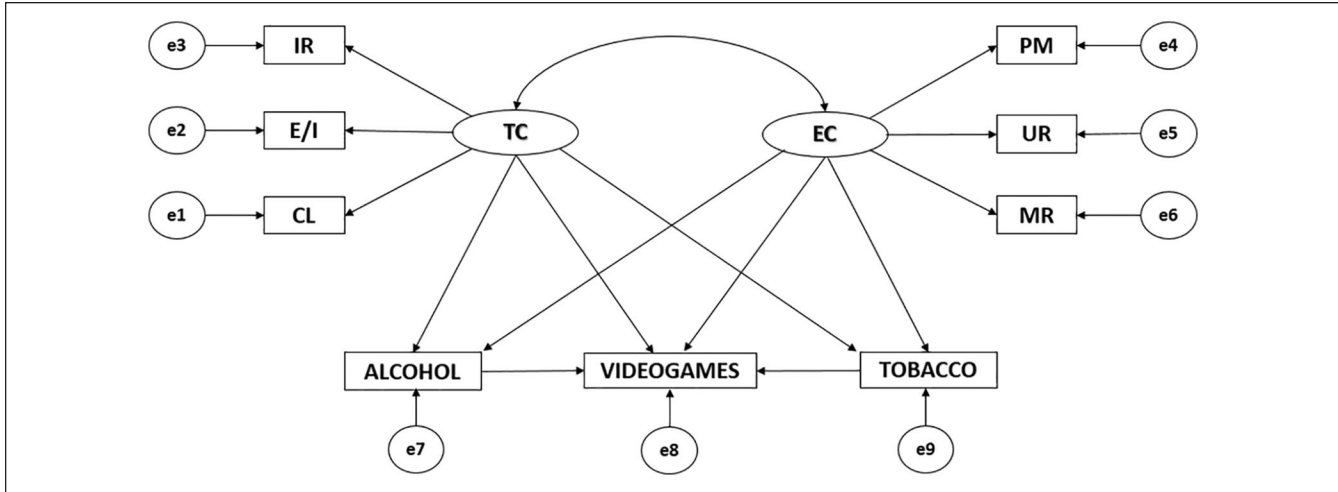 e3 IR PM e4
e2 E/I TC EC UR e5
e1 CL MR e6
ALCOHOL VIDEOGAMES TOBACCO
e7 e8 e9